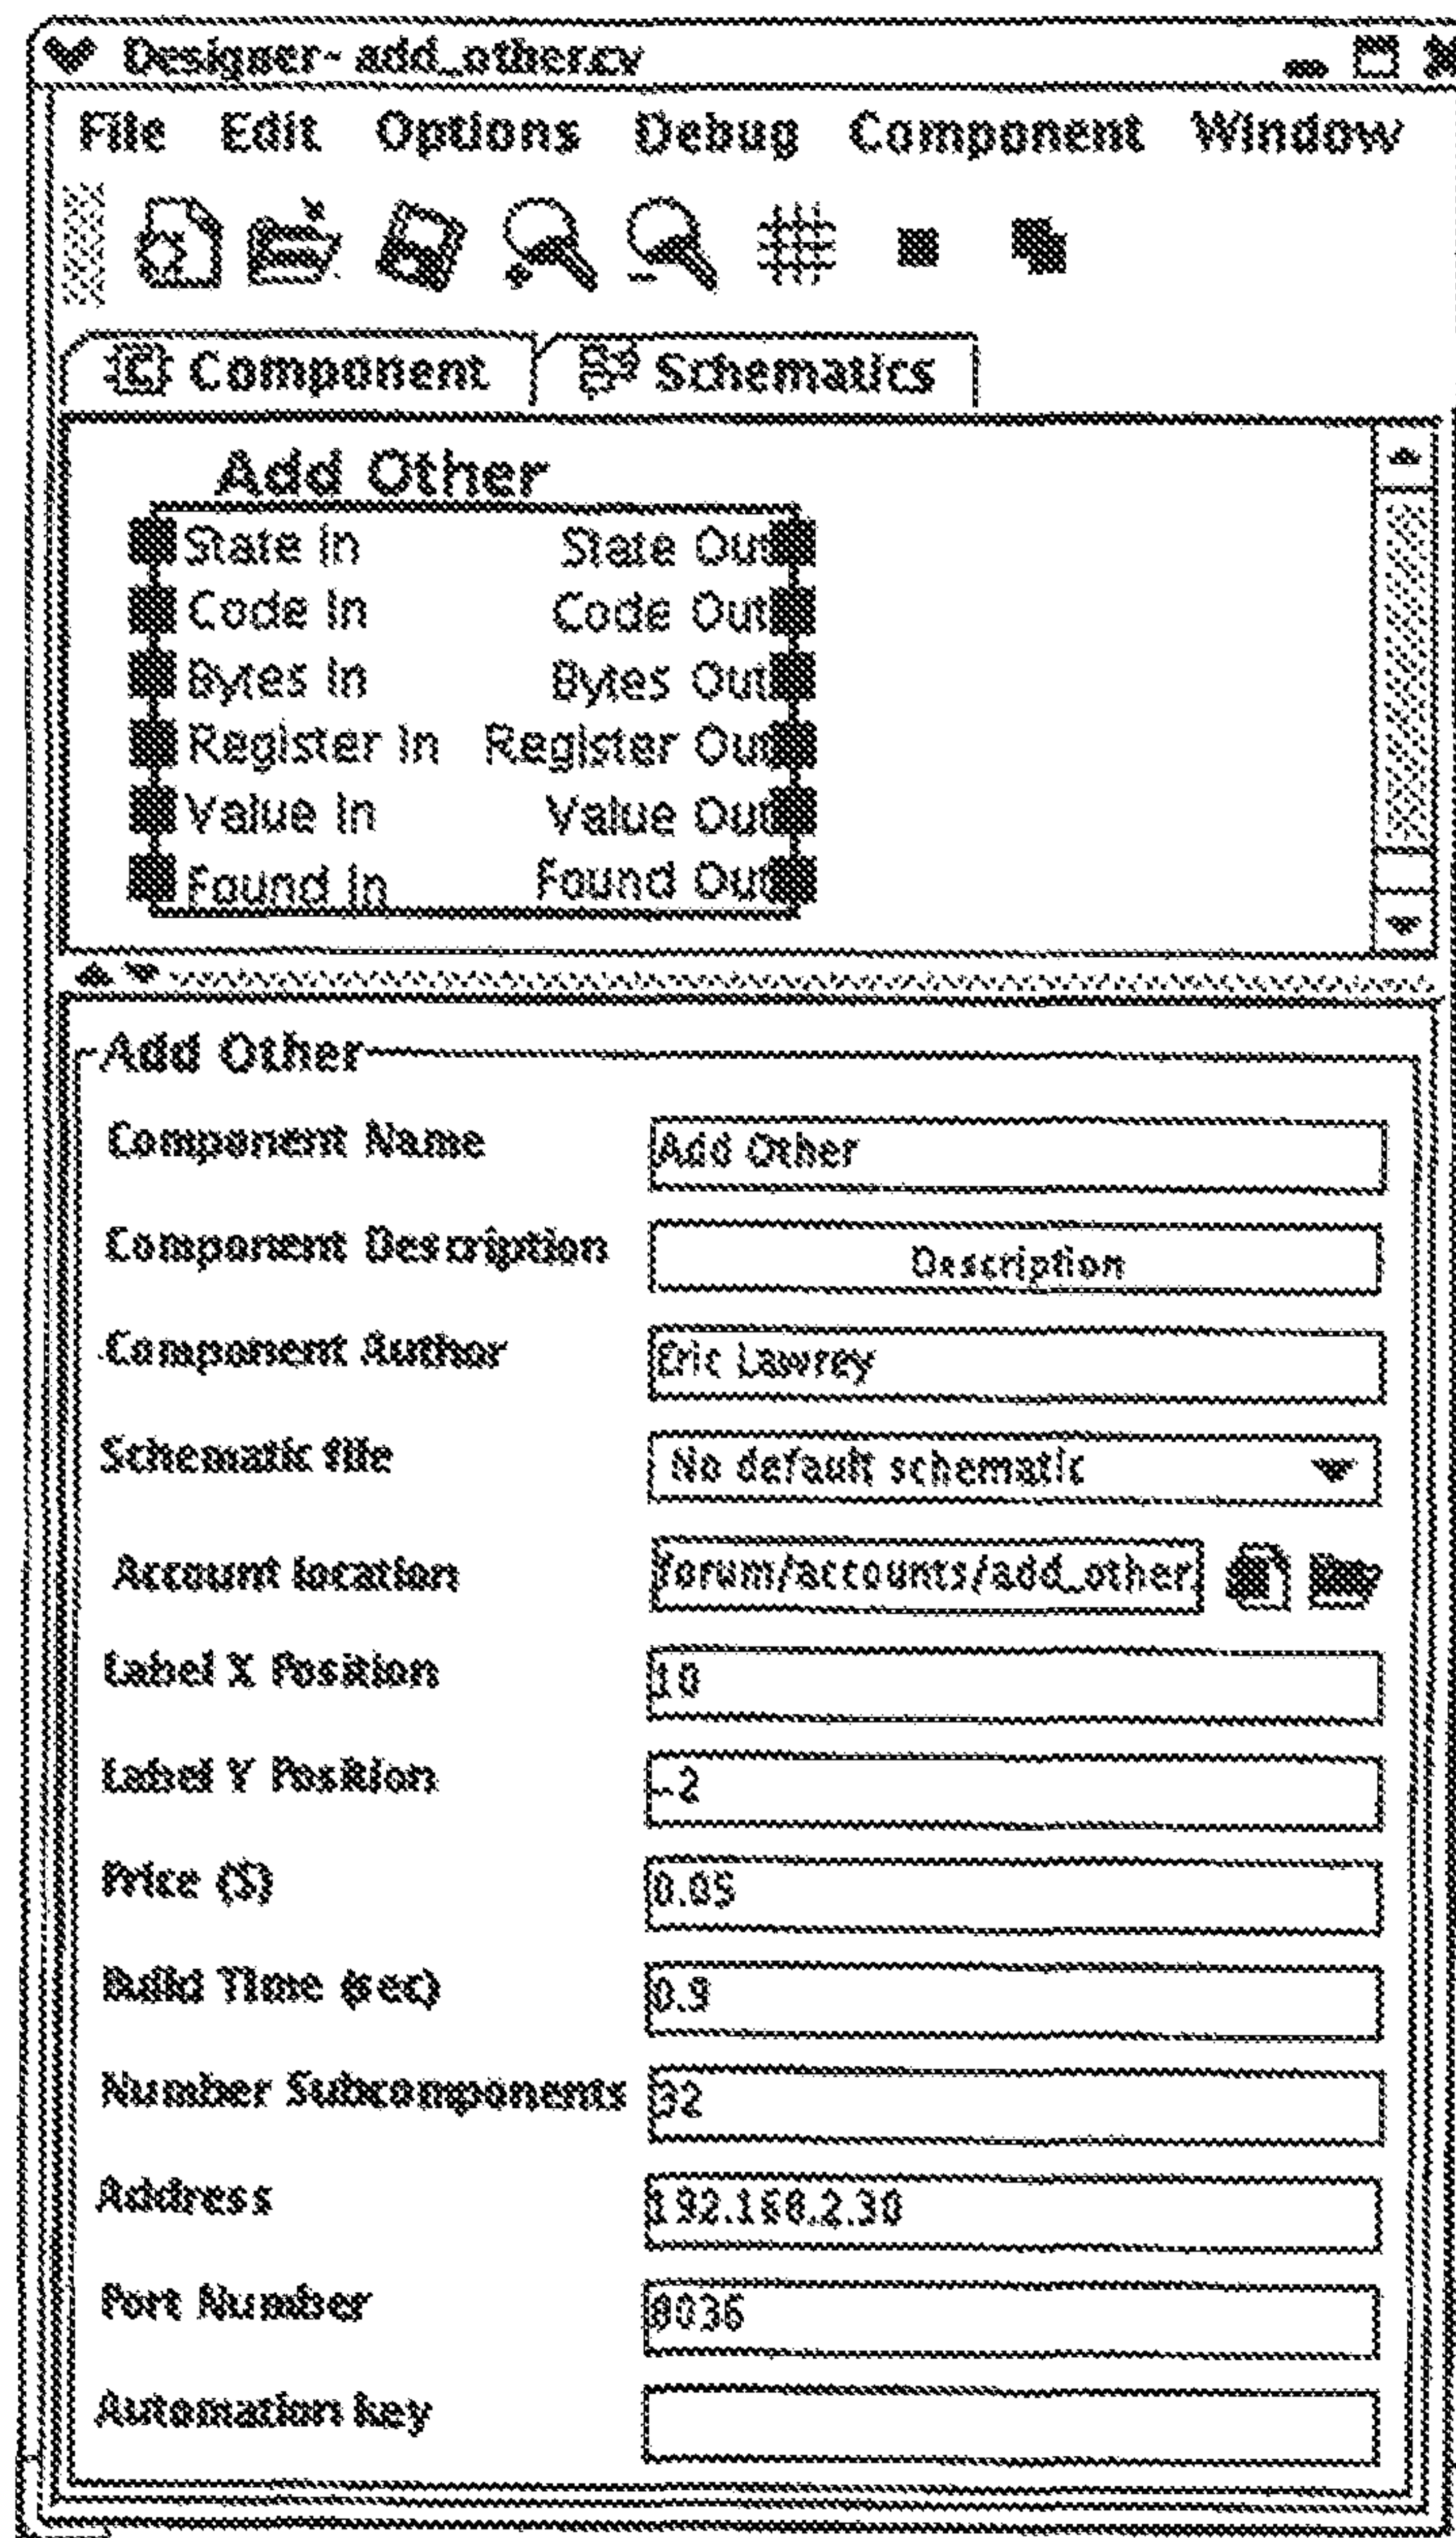 Designer- add_other.cv
File Edit Options Debug Component Window
Component Schematics
Add Other
State In State Out
Code In Code Out
Bytes In Bytes Out
Register In Register Out
Value In Value Out
Found In Found Out
Add Other
Component Name Add Other
Component Description Description
Component Author Eric Lawrey
Schematic file No default schematic
Account location forum/accounts/add_other.
Label X Position 10
Label Y Position -2
Price ($) 0.05
Build Time (sec) 0.9
Number Subcomponents 32
Address 192.168.2.30
Port Number 8036
Automation key